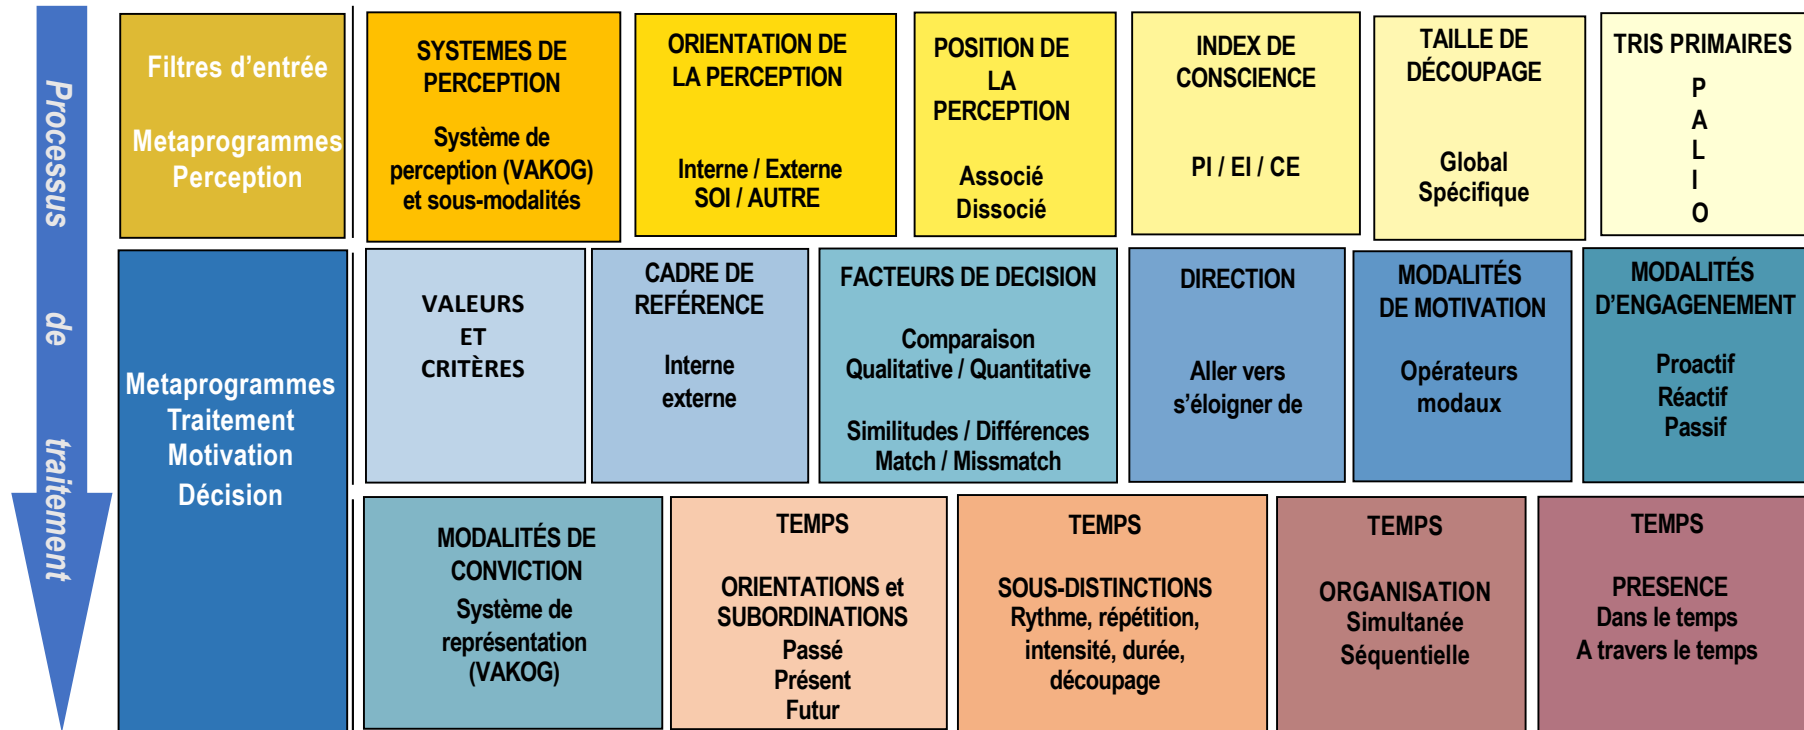 Processus de traitement
Filtres d'entrée
Metaprogrammes
Perception
SYSTEMES DE
PERCEPTION
Système de
perception (VAKOG)
et sous-modalités
ORIENTATION DE
LA PERCEPTION
Interne / Externe
SOI / AUTRE
POSITION DE
LA
PERCEPTION
Associé
Dissocié
INDEX DE
CONSCIENCE
PI / EI / CE
TAILLE DE
DÉCOUPAGE
Global
Spécifique
TRIS PRIMAIRES
P
A
L
I
O
Metaprogrammes
Traitement
Motivation
Décision
VALEURS
ET
CRITÈRES
CADRE DE
REFÉRENCE
Interne
externe
FACTEURS DE DECISION
Comparaison
Qualitative / Quantitative
Similitudes / Différences
Match / Missmatch
DIRECTION
Aller vers
s'éloigner de
MODALITÉS
DE MOTIVATION
Opérateurs
modaux
MODALITÉS
D'ENGAGENEMENT
Proactif
Réactif
Passif
MODALITÉS DE
CONVICTION
Système de
représentation
(VAKOG)
TEMPS
ORIENTATIONS et
SUBORDINATIONS
Passé
Présent
Futur
TEMPS
SOUS-DISTINCTIONS
Rythme, répétition,
intensité, durée,
découpage
TEMPS
ORGANISATION
Simultanée
Séquentielle
TEMPS
PRESENCE
Dans le temps
A travers le temps